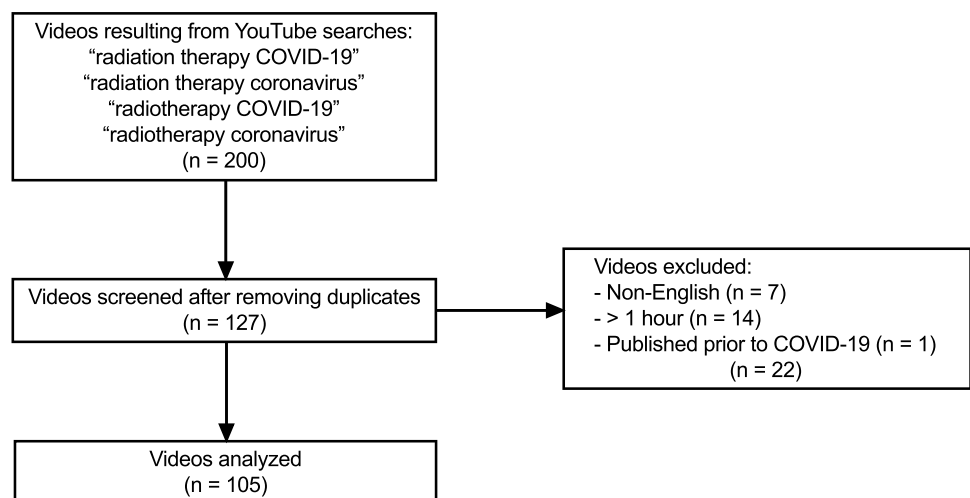 Videos resulting from YouTube searches:
“radiation therapy COVID-19”
“radiation therapy coronavirus”
“radiotherapy COVID-19”
“radiotherapy coronavirus”
(n = 200)
Videos screened after removing duplicates
(n = 127)
Videos excluded:
- Non-English (n = 7)
- > 1 hour (n = 14)
- Published prior to COVID-19 (n = 1)
(n = 22)
Videos analyzed
(n = 105)